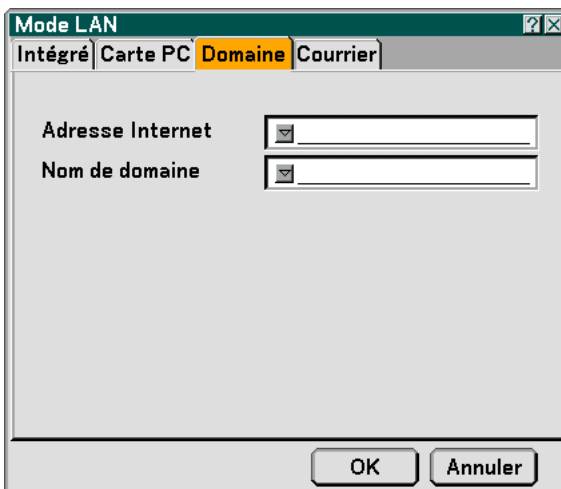 Mode LAN
Intégré Carte PC Domaine Courrier
Adresse Internet
Nom de domaine
OK Annuler